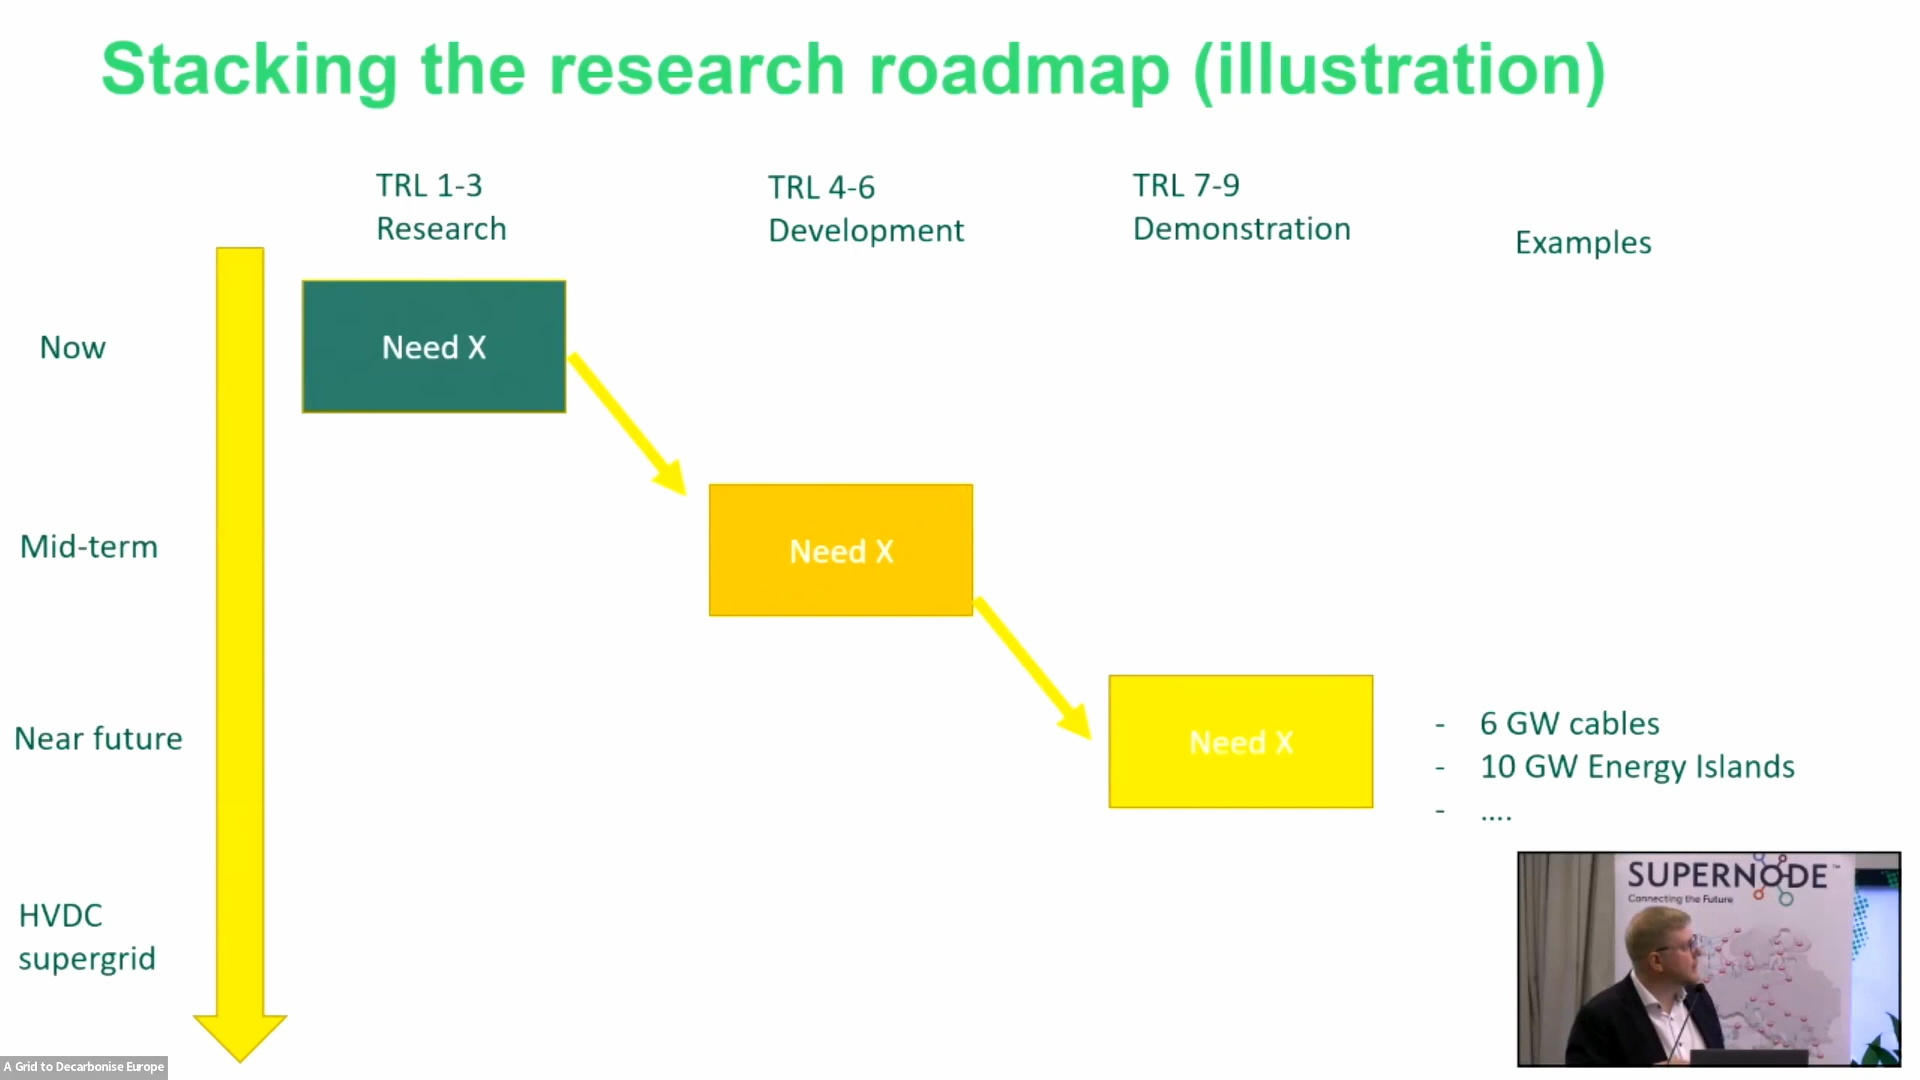 Stacking the research roadmap (illustration)
TRL 1-3
Research
TRL 4-6
Development
TRL 7-9
Demonstration
Examples
Now
Need X
Mid-term
Need X
Near future
Need X
- 6 GW cables
- 10 GW Energy Islands
- ....
HVDC
supergrid
SUPERNODE™
Connecting the Future
A Grid to Decarbonise Europe